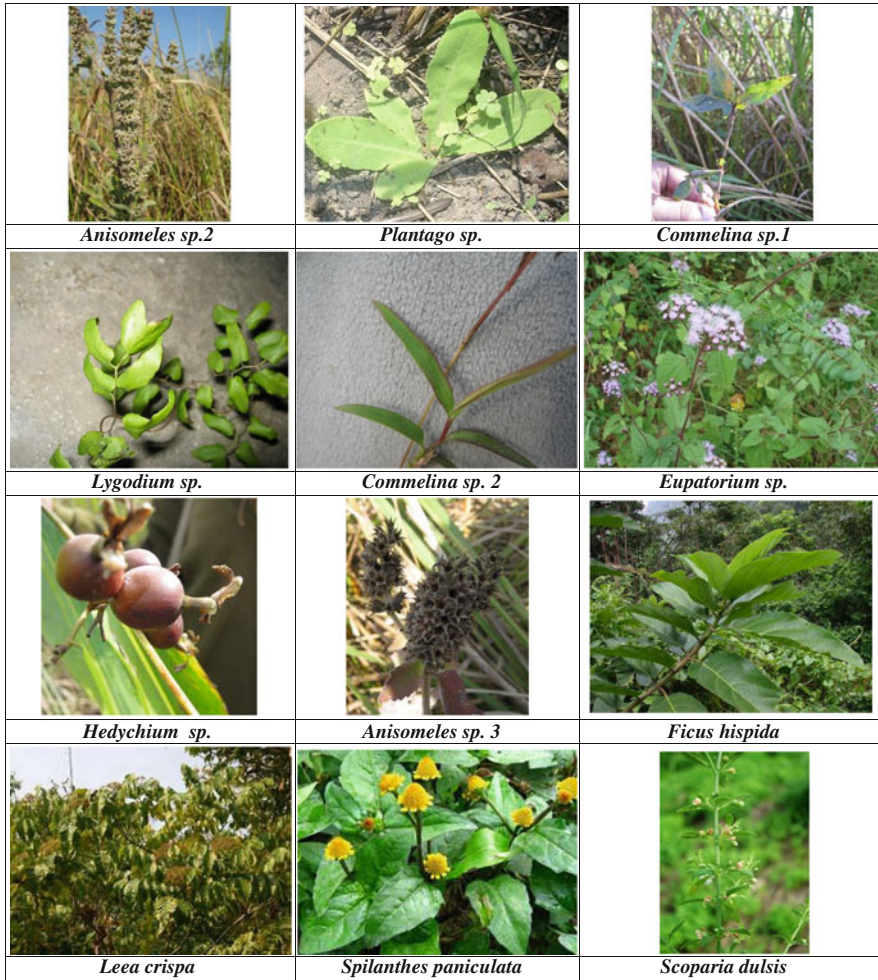 Anisomeles sp.2 Plantago sp. Commelina sp.1
Lygodium sp. Commelina sp. 2 Eupatorium sp.
Hedychium sp. Anisomeles sp. 3 Ficus hispida
Leea crispa Spilanthes paniculata Scoparia dulsis